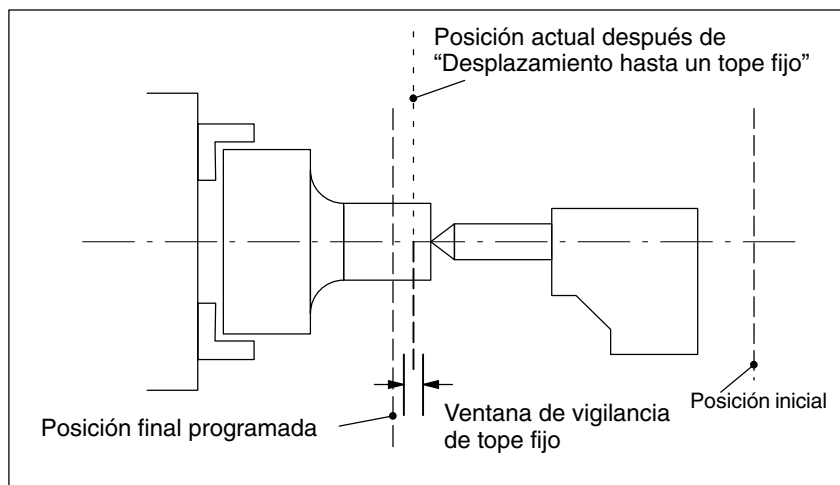 Posición actual después de
“Desplazamiento hasta un tope fijo”
Posición inicial
Posición final programada
Ventana de vigilancia
de tope fijo